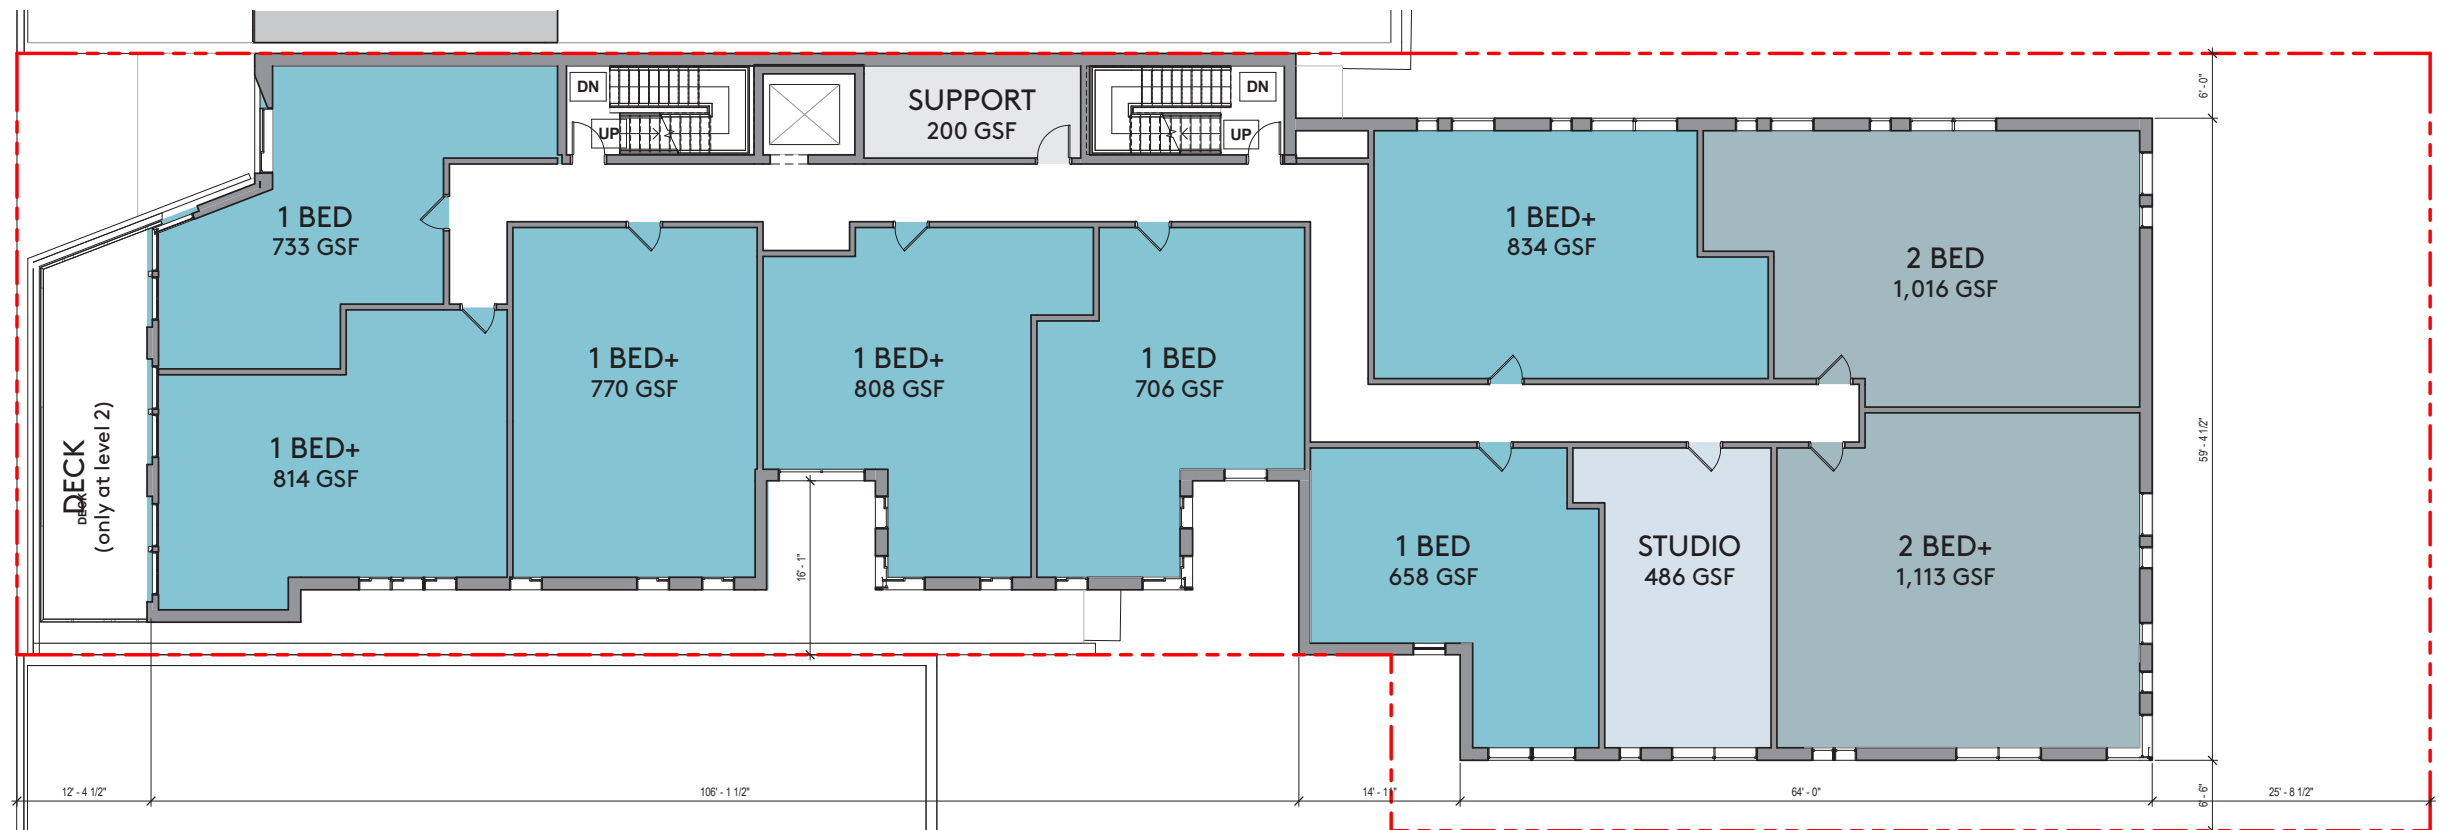 DN
UP
SUPPORT
200 GSF
DN
UP
6' - 0"
1 BED
733 GSF
1 BED+
834 GSF
2 BED
1,016 GSF
1 BED+
770 GSF
1 BED+
808 GSF
1 BED
706 GSF
1 BED+
814 GSF
DECK
DECK
(only at level 2)
59' - 4 1/2"
16' - 1"
1 BED
658 GSF
STUDIO
486 GSF
2 BED+
1,113 GSF
12' - 4 1/2"
106' - 1 1/2"
14' - 11"
64' - 0"
6' - 6"
25' - 8 1/2"